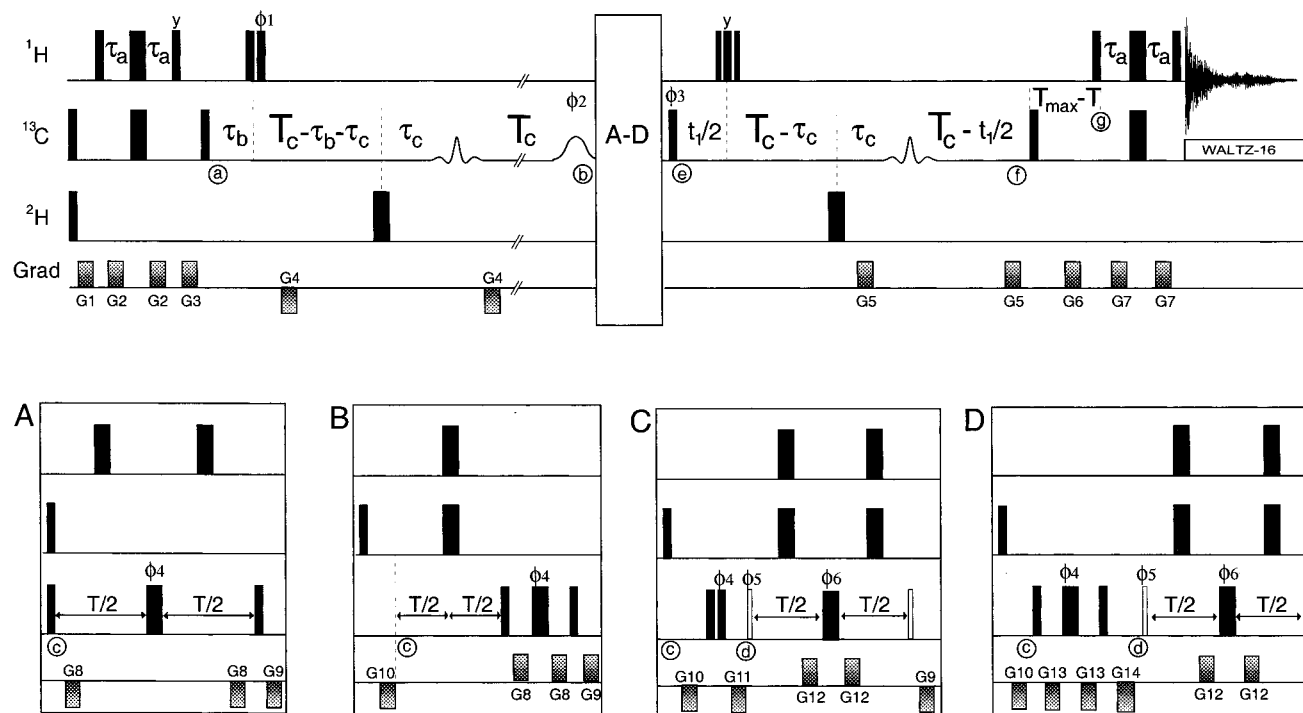 y ϕ1 y
¹H τa τa τa τa
ϕ2 ϕ3 Tmax-T
¹³C τb Tc-τb-τc τc Tc A-D t1/2 Tc-τc τc Tc-t1/2 g
a b e f WALTZ-16
²H
Grad G4 G4
G1 G2 G2 G3 G5 G5 G6 G7 G7
A B C D
ϕ4 T/2 T/2 c G8 G8 G9
ϕ4 T/2 T/2 c G10 G8 G8 G9
ϕ4 ϕ5 ϕ6 T/2 T/2 c d G10 G11 G12 G12 G9
ϕ4 ϕ5 ϕ6 T/2 T/2 c d G10 G13 G13 G14 G12 G12